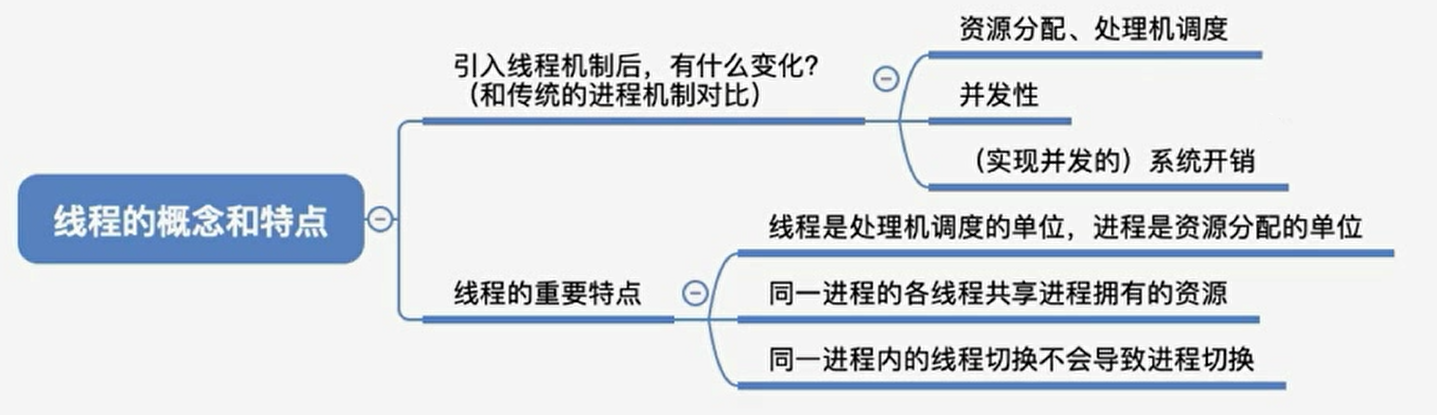 线程的概念和特点
引入线程机制后，有什么变化？
（和传统的进程机制对比）
资源分配、处理机调度
并发性
（实现并发的）系统开销
线程的重要特点
线程是处理机调度的单位，进程是资源分配的单位
同一进程的各线程共享进程拥有的资源
同一进程内的线程切换不会导致进程切换